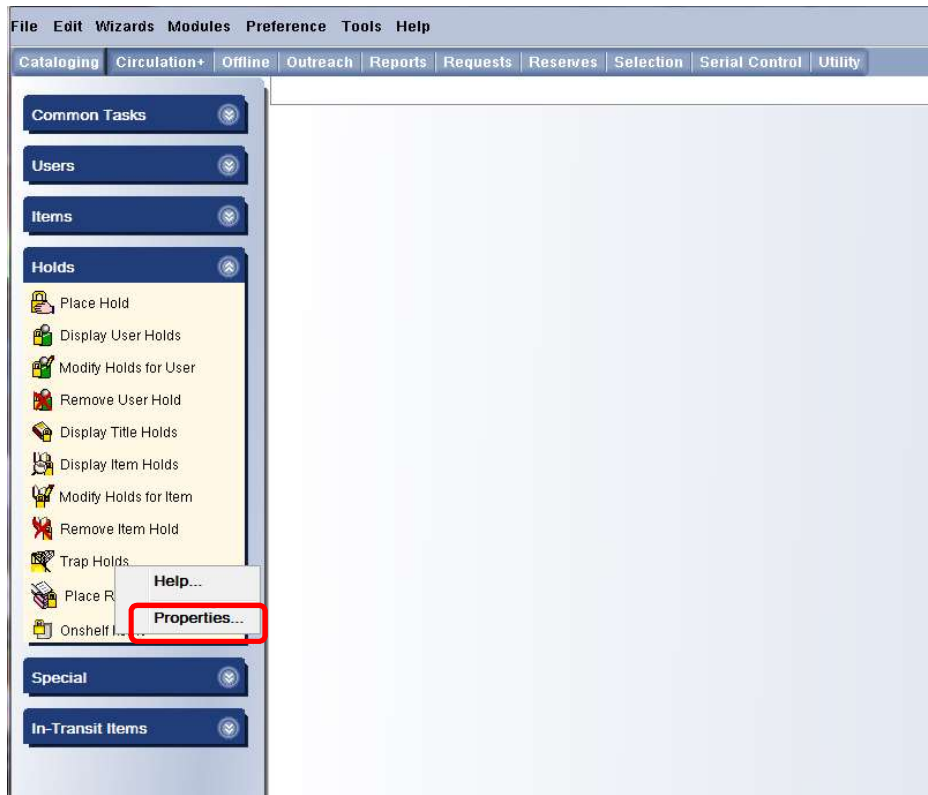 File Edit Wizards Modules Preference Tools Help
Cataloging Circulation+ Offline Outreach Reports Requests Reserves Selection Serial Control Utility
Common Tasks
Users
Items
Holds
Place Hold
Display User Holds
Modify Holds for User
Remove User Hold
Display Title Holds
Display Item Holds
Modify Holds for Item
Remove Item Hold
Trap Holds
Help...
Place R
Properties...
Onshelf
Special
In-Transit Items